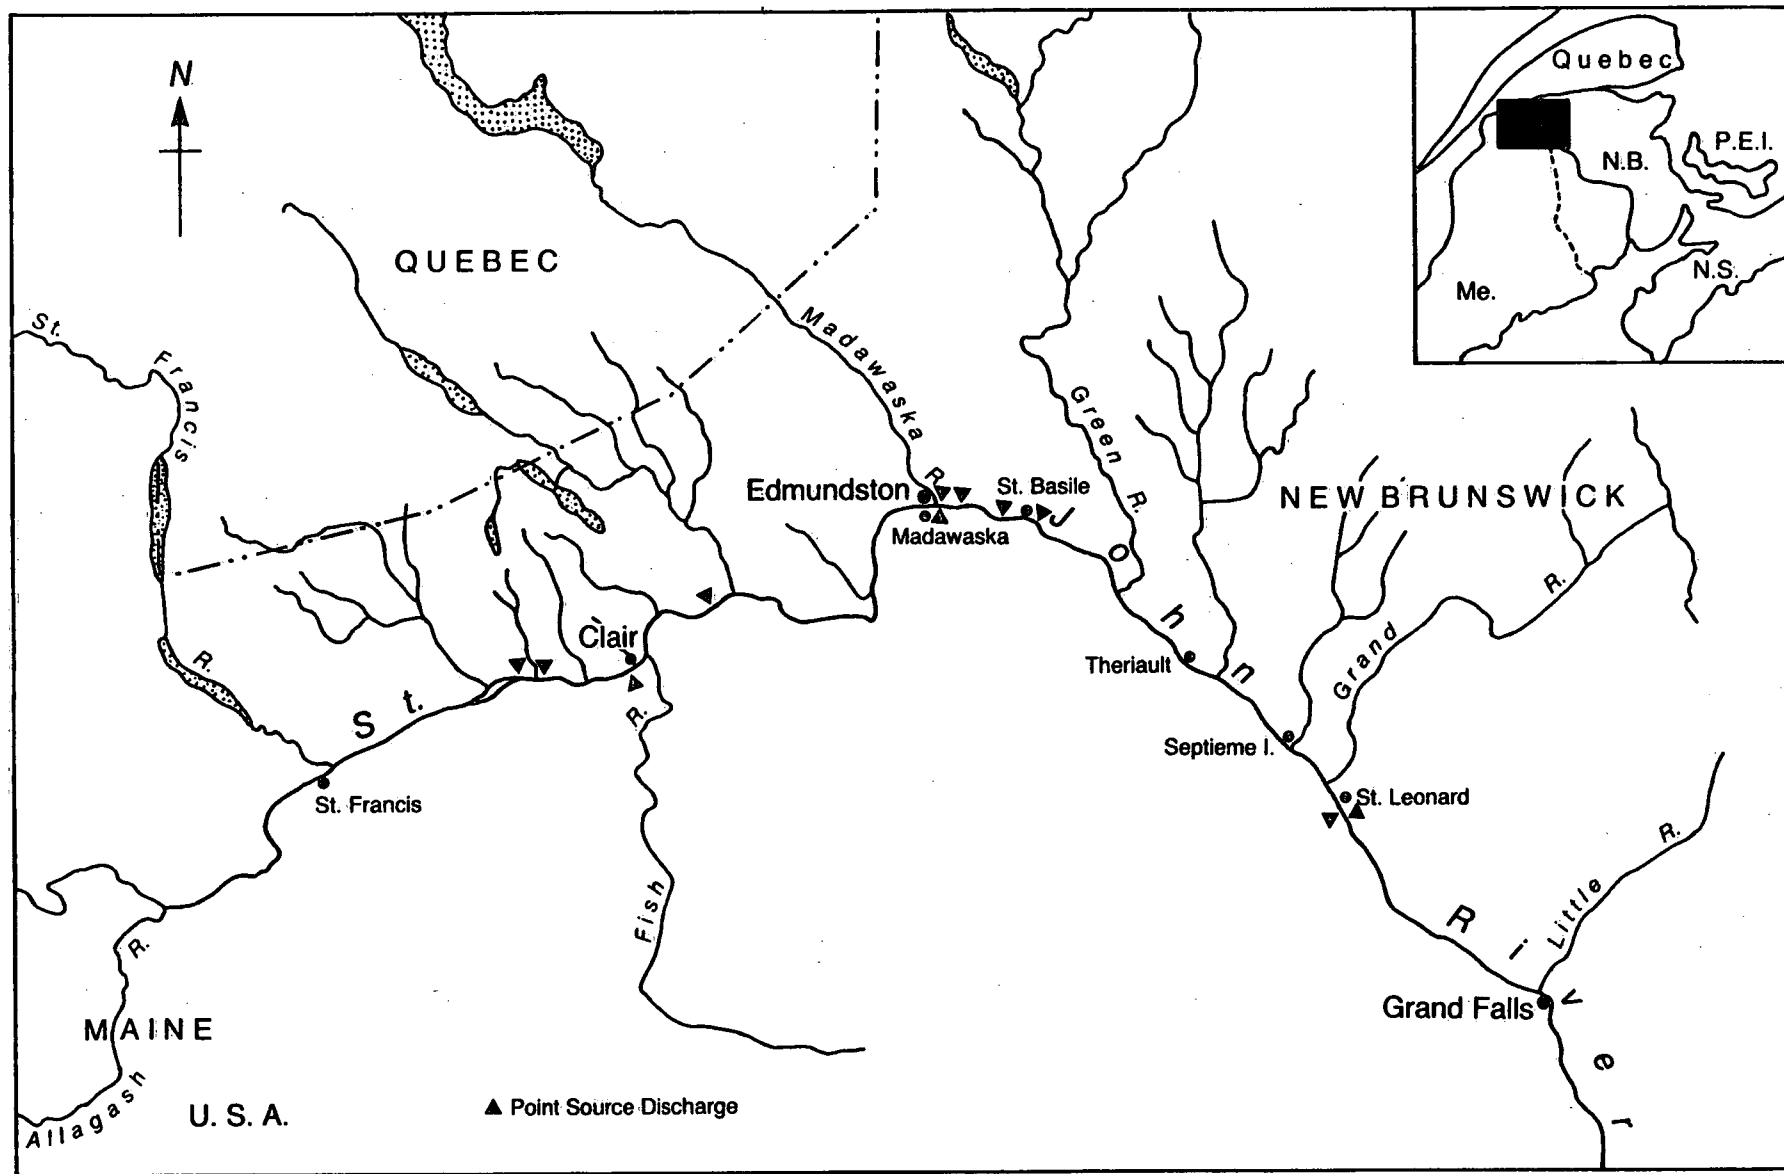 N
QUEBEC
St. Francis R.
Madawaska R.
Green R.
Edmundston
Madawaska
St. Basile
NEW BRUNSWICK
Clair
St. John River
Theriault
Grand R.
Septieme I.
St. Leonard
St. Francis
Fish R.
Little R.
Grand Falls
MAINE
Allagash R.
U.S.A.
Point Source Discharge
Quebec
P.E.I.
N.B.
N.S.
Me.